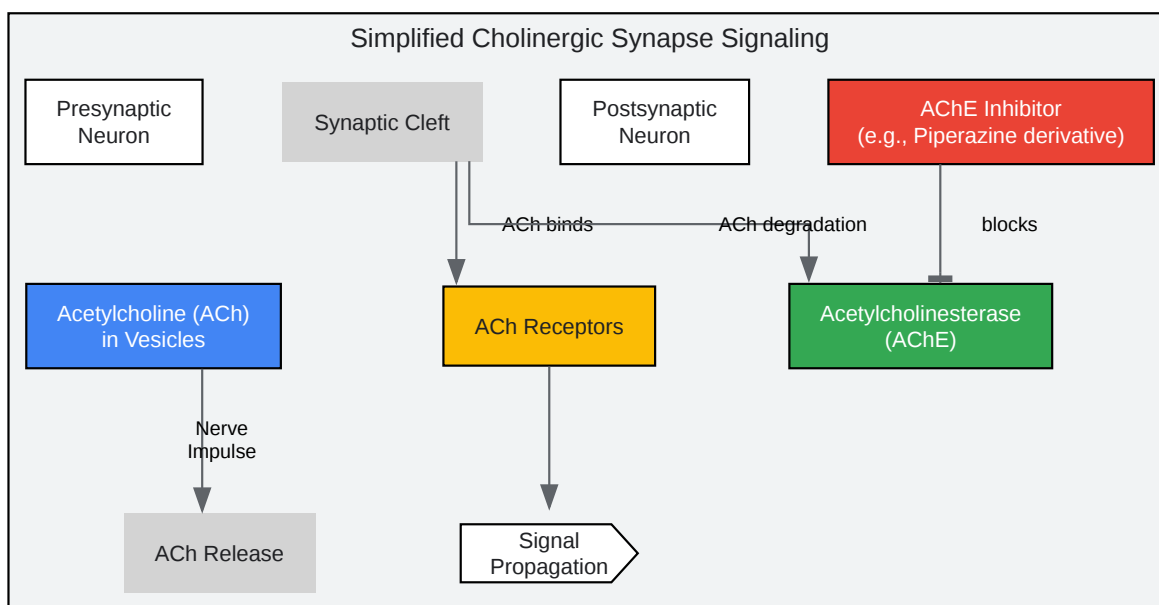 Simplified Cholinergic Synapse Signaling
Presynaptic
Neuron
Synaptic Cleft
Postsynaptic
Neuron
AChE Inhibitor
(e.g., Piperazine derivative)
ACh binds
ACh degradation
blocks
Acetylcholine (ACh)
in Vesicles
ACh Receptors
Acetylcholinesterase
(AChE)
Nerve
Impulse
ACh Release
Signal
Propagation